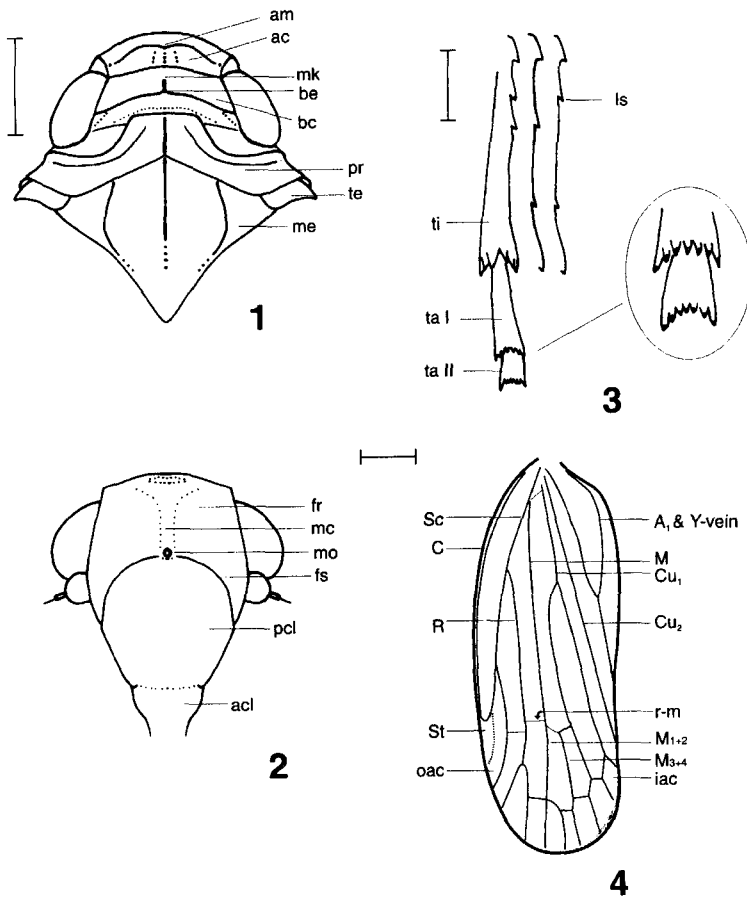 am
ac
mk
be
bc
pr
te
me
1
ls
ti
ta I
ta II
3
fr
mc
mo
fs
pcl
acl
2
Sc
C
R
St
oac
A₁ & Y-vein
M
Cu₁
Cu₂
r-m
M₁₊₂
M₃₊₄
iac
4